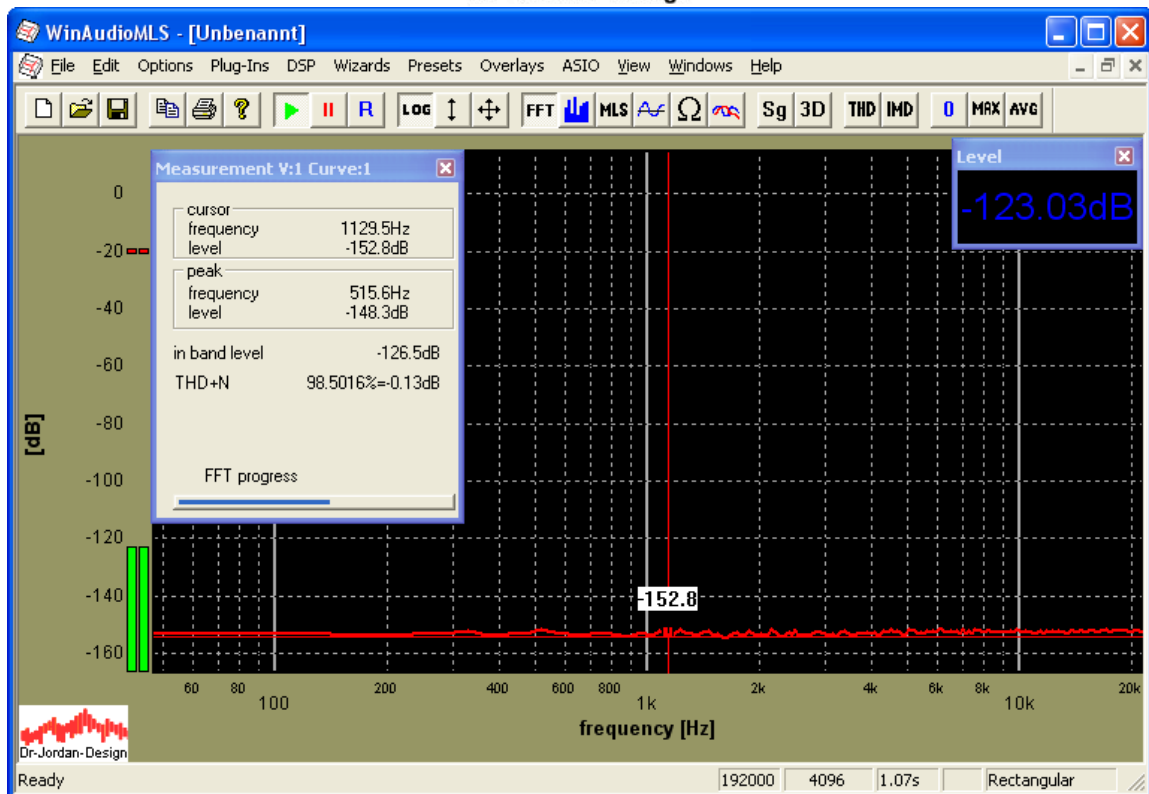 WinAudioMLS - [Unbenannt]
File Edit Options Plug-Ins DSP Wizards Presets Overlays ASIO View Windows Help
R LOG FFT MLS Ω Sg 3D THD IMD 0 MAX AVG
Measurement V:1 Curve:1
cursor
frequency 1129.5Hz
level -152.8dB
peak
frequency 515.6Hz
level -148.3dB
in band level -126.5dB
THD+N 98.5016%=-0.13dB
FFT progress
Level
-123.03dB
0
-20
-40
-60
-80
-100
-120
-140
-160
[dB]
-152.8
60 80 100 200 400 600 800 1k 2k 4k 6k 8k 10k 20k
frequency [Hz]
Dr-Jordan-Design
Ready 192000 4096 1.07s Rectangular